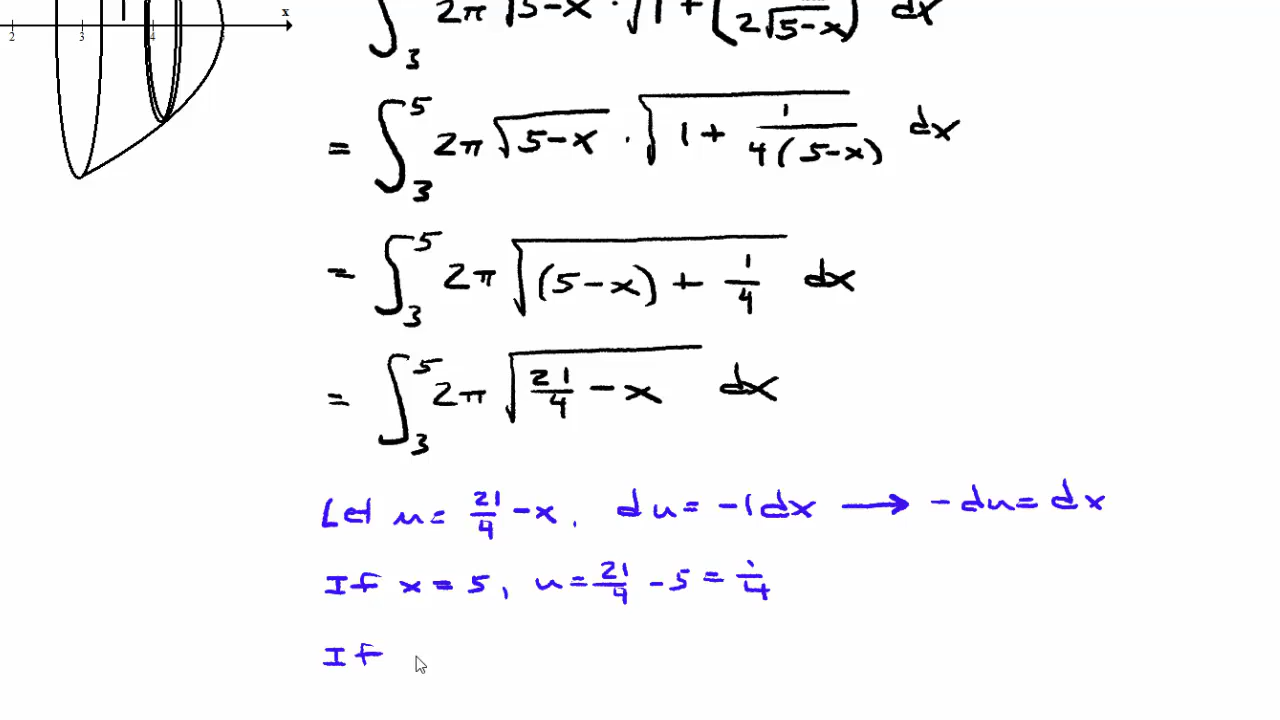 x
2 3 4
∫₃ 2π √5-x · √1 + (2√5-x) dx
= ∫₃⁵ 2π √5-x · √1 + 1/4(5-x) dx
= ∫₃⁵ 2π √(5-x) + 1/4 dx
= ∫₃⁵ 2π √21/4 - x dx
Let u = 21/4 - x, du = -1dx → -du = dx
If x = 5, u = 21/4 - 5 = 1/4
If